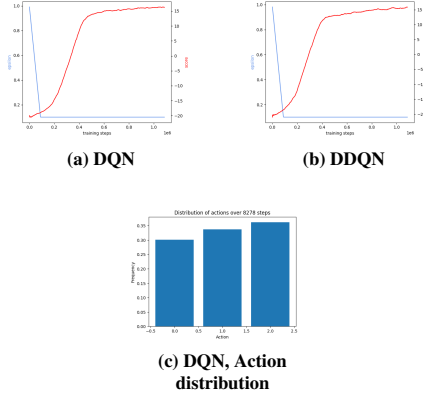 1.0
0.8
0.6
0.4
0.2
epsilon
15
10
5
0
−5
−10
−15
−20
score
0.0 0.2 0.4 0.6 0.8 1.0
training steps
1e6
(a) DQN
1.0
0.8
0.6
0.4
0.2
epsilon
15
10
5
0
−5
−10
−15
0.0 0.2 0.4 0.6 0.8 1.0
training steps
1e6
(b) DDQN
Distribution of actions over 8278 steps
0.35
0.30
0.25
0.20
0.15
0.10
0.05
0.00
Frequency
−0.5 0.0 0.5 1.0 1.5 2.0 2.5
Action
(c) DQN, Action
distribution